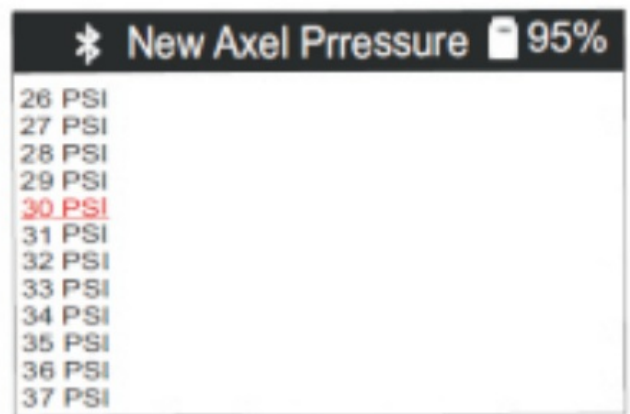 New Axel Prressure 95%
26 PSI
27 PSI
28 PSI
29 PSI
30 PSI
31 PSI
32 PSI
33 PSI
34 PSI
35 PSI
36 PSI
37 PSI